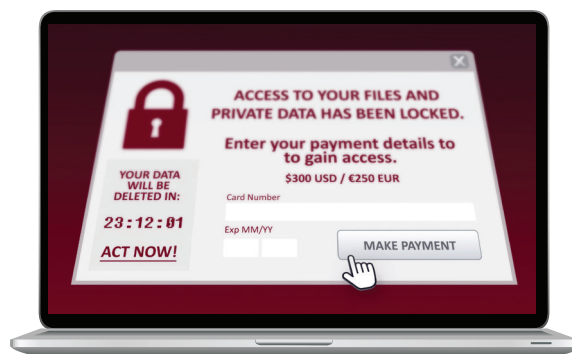 ACCESS TO YOUR FILES AND
PRIVATE DATA HAS BEEN LOCKED.
Enter your payment details to
to gain access.
$300 USD / €250 EUR
YOUR DATA
WILL BE
DELETED IN:
23:12:01
ACT NOW!
Card Number
Exp MM/YY
MAKE PAYMENT